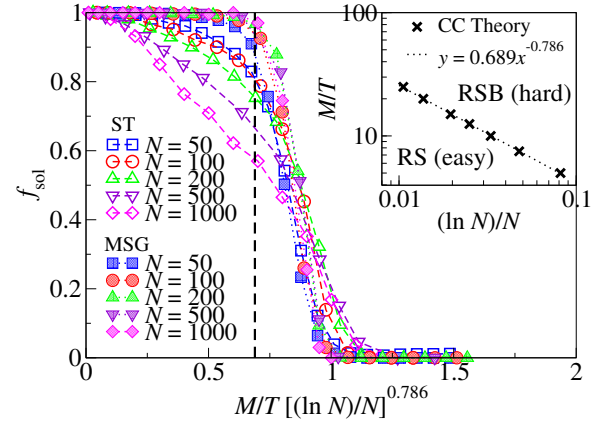 1
0.8
0.6
0.4
0.2
0
f_sol
0
0.5
1
1.5
2
M/T [(ln N)/N]^0.786
ST
N = 50
N = 100
N = 200
N = 500
N = 1000
MSG
N = 50
N = 100
N = 200
N = 500
N = 1000
100
10
M/T
CC Theory
y = 0.689x^-0.786
RSB (hard)
RS (easy)
0.01
0.1
(ln N)/N